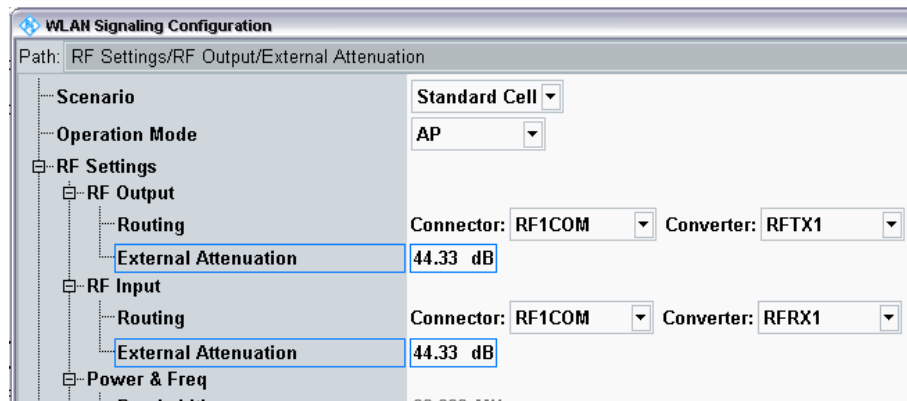 WLAN Signaling Configuration
Path: RF Settings/RF Output/External Attenuation
Scenario Standard Cell
Operation Mode AP
RF Settings
RF Output
Routing Connector: RF1COM Converter: RFTX1
External Attenuation 44.33 dB
RF Input
Routing Connector: RF1COM Converter: RFRX1
External Attenuation 44.33 dB
Power & Freq